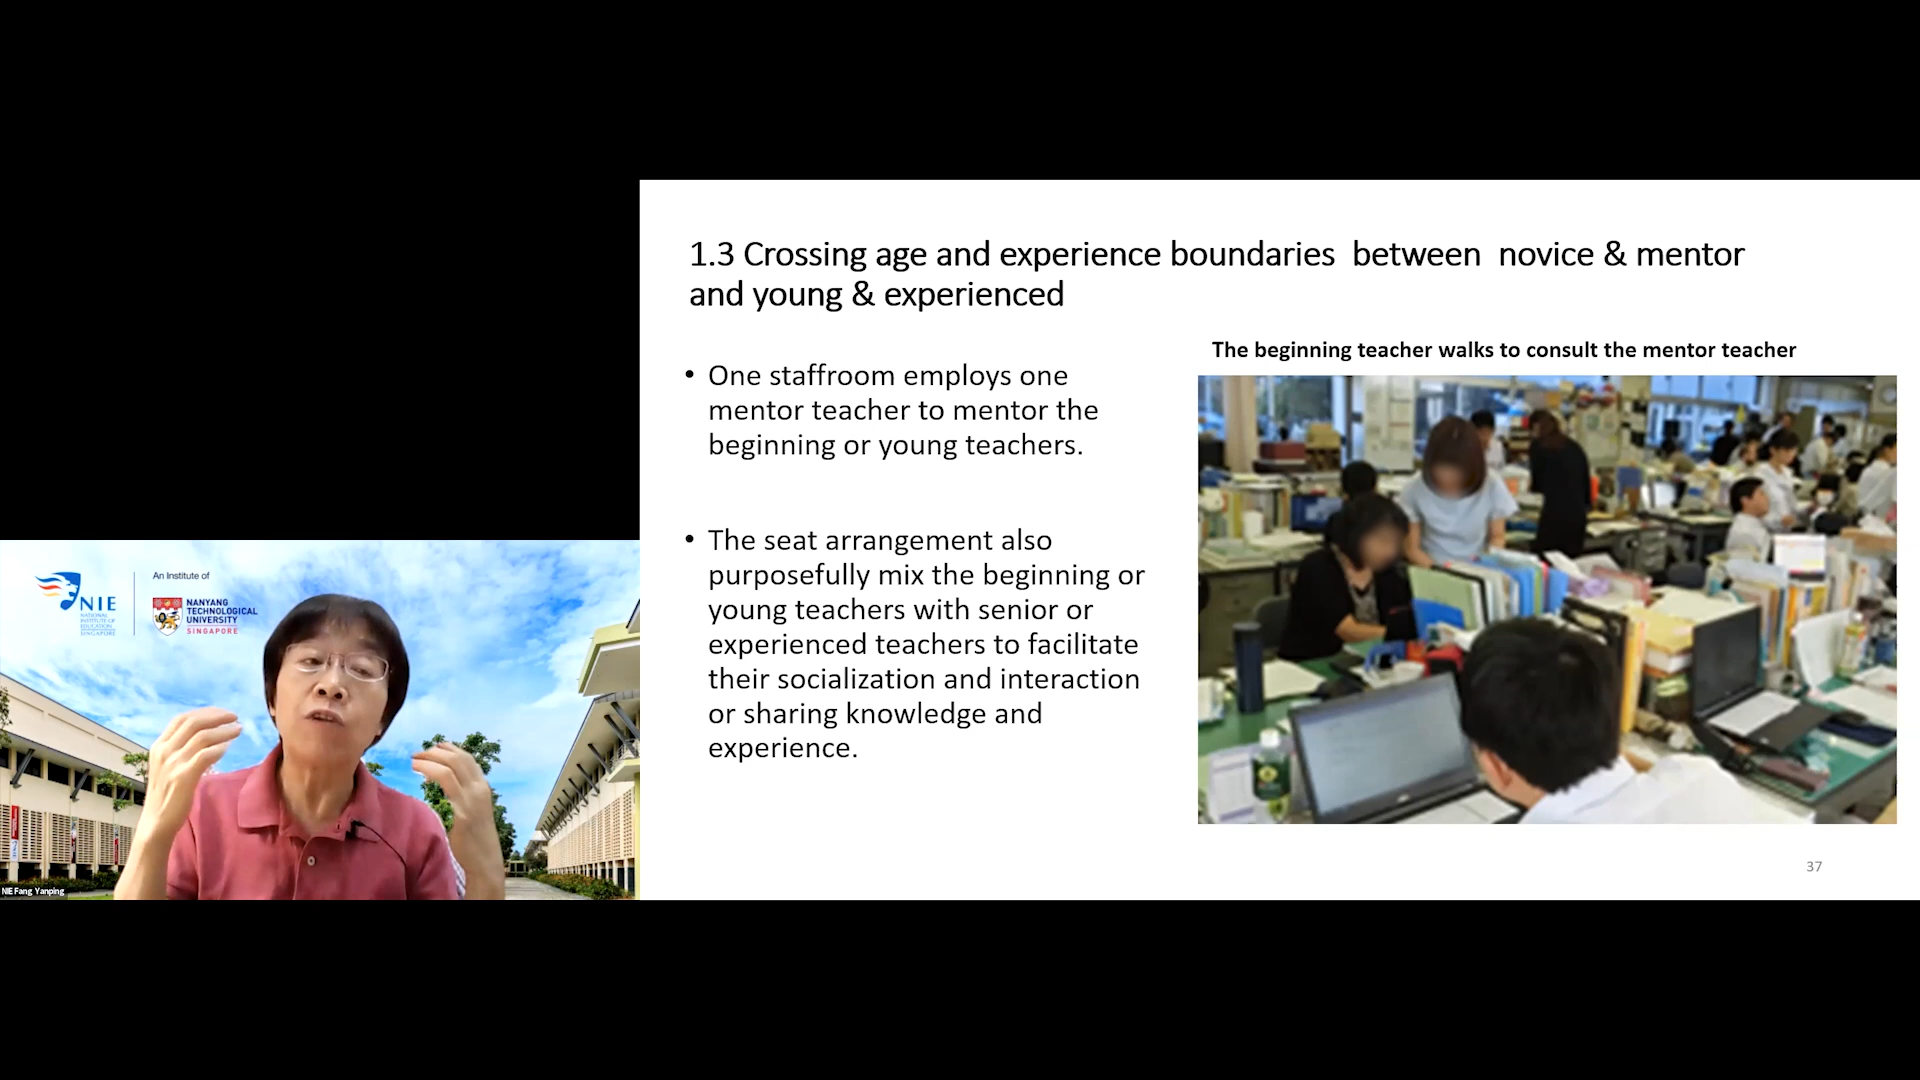 1.3 Crossing age and experience boundaries between novice & mentor
and young & experienced
• One staffroom employs one
mentor teacher to mentor the
beginning or young teachers.
• The seat arrangement also
purposefully mix the beginning or
young teachers with senior or
experienced teachers to facilitate
their socialization and interaction
or sharing knowledge and
experience.
The beginning teacher walks to consult the mentor teacher
37
NIE
NATIONAL
INSTITUTE OF
EDUCATION
SINGAPORE
An Institute of
NANYANG
TECHNOLOGICAL
UNIVERSITY
SINGAPORE
NIE Fang Yanping